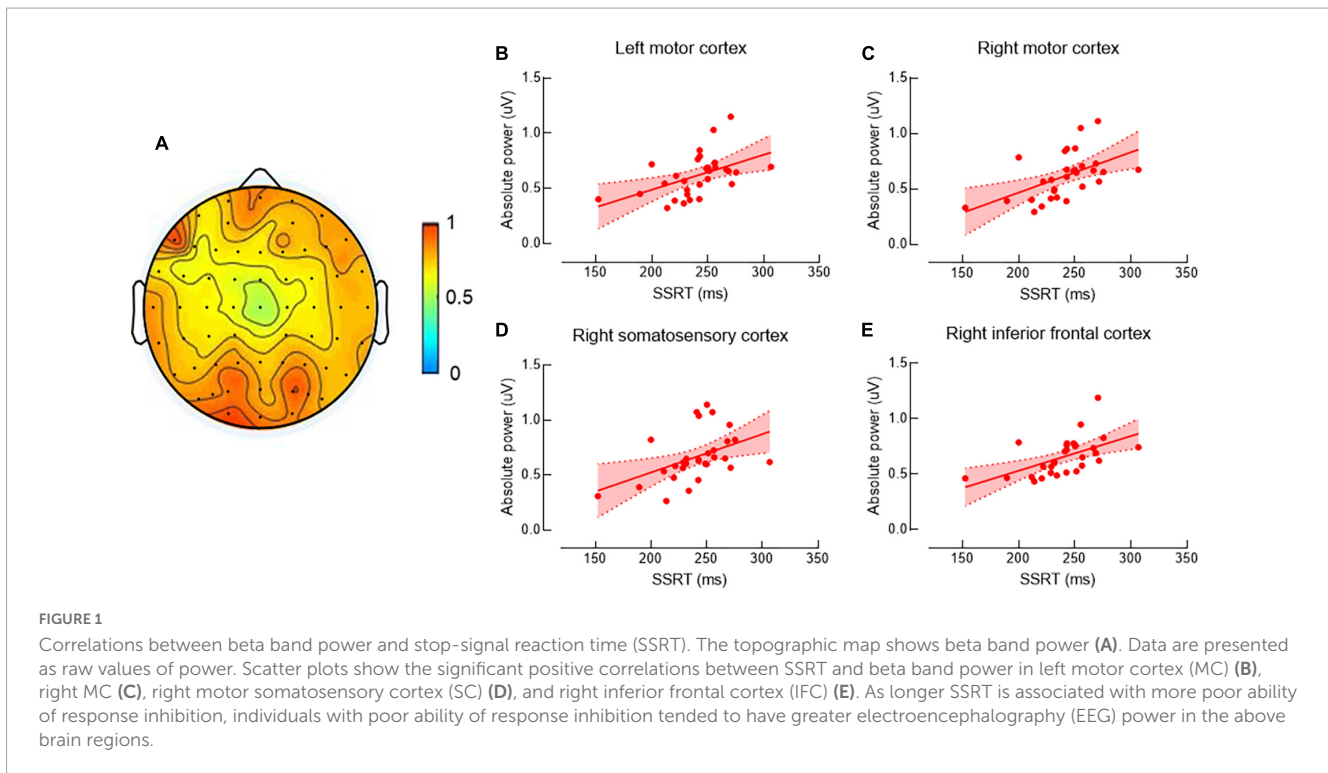 A
1
0.5
0
B
Left motor cortex
Absolute power (uV)
1.5
1.0
0.5
0.0
150 200 250 300 350
SSRT (ms)
C
Right motor cortex
Absolute power (uV)
1.5
1.0
0.5
0.0
150 200 250 300 350
SSRT (ms)
D
Right somatosensory cortex
Absolute power (uV)
1.5
1.0
0.5
0.0
150 200 250 300 350
SSRT (ms)
E
Right inferior frontal cortex
Absolute power (uV)
1.5
1.0
0.5
0.0
150 200 250 300 350
SSRT (ms)
FIGURE 1
Correlations between beta band power and stop-signal reaction time (SSRT). The topographic map shows beta band power (A). Data are presented
as raw values of power. Scatter plots show the significant positive correlations between SSRT and beta band power in left motor cortex (MC) (B),
right MC (C), right motor somatosensory cortex (SC) (D), and right inferior frontal cortex (IFC) (E). As longer SSRT is associated with more poor ability
of response inhibition, individuals with poor ability of response inhibition tended to have greater electroencephalography (EEG) power in the above
brain regions.